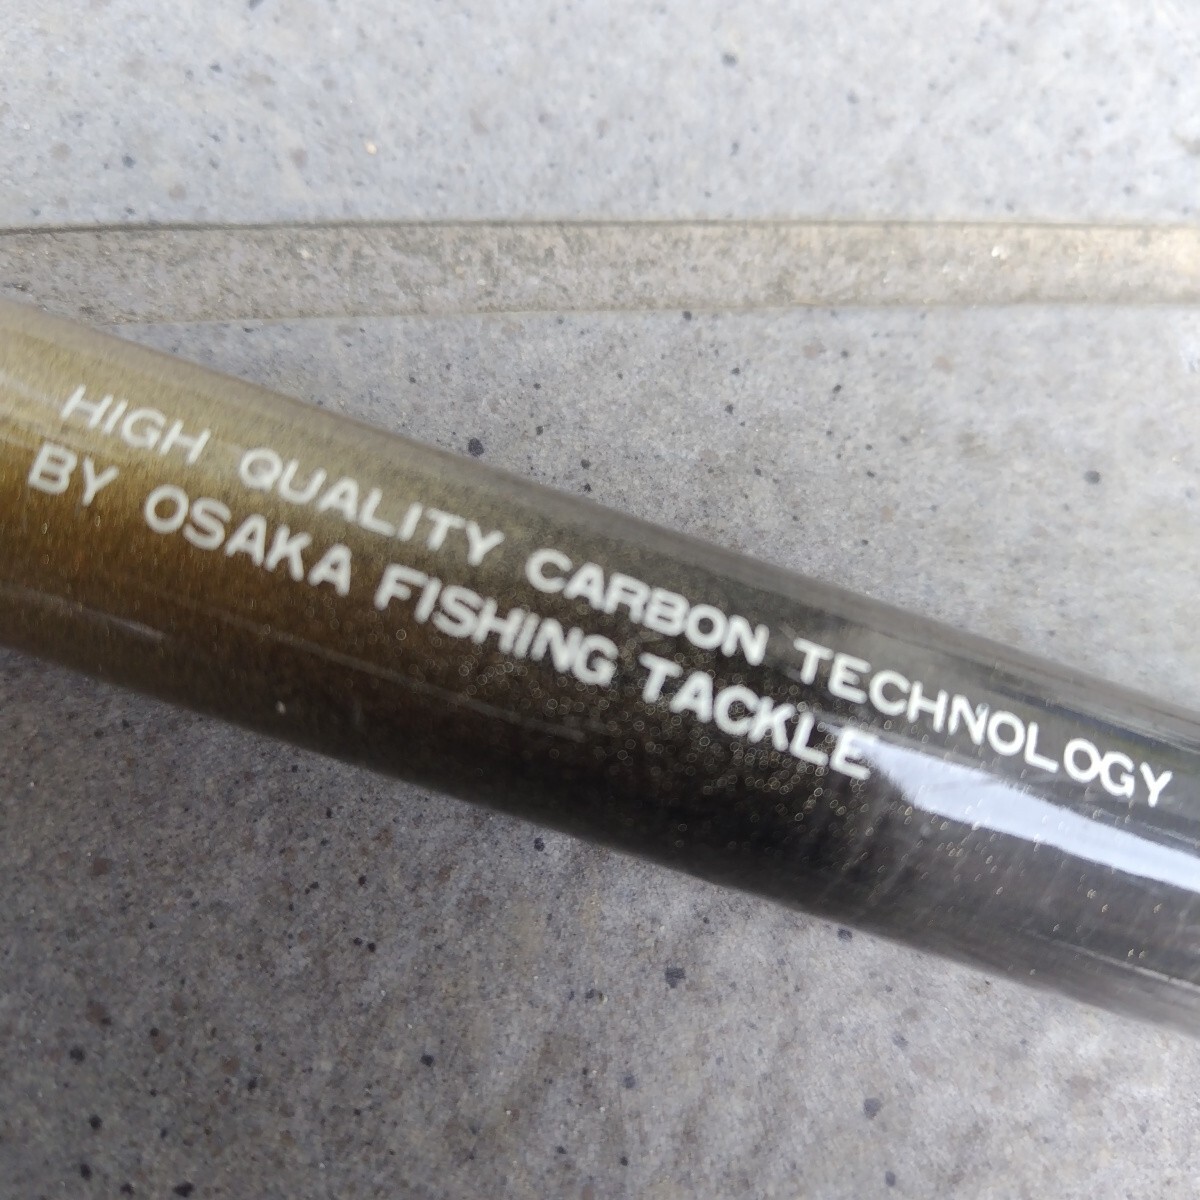 HIGH QUALITY CARBON TECHNOLOGY
BY OSAKA FISHING TACKLE